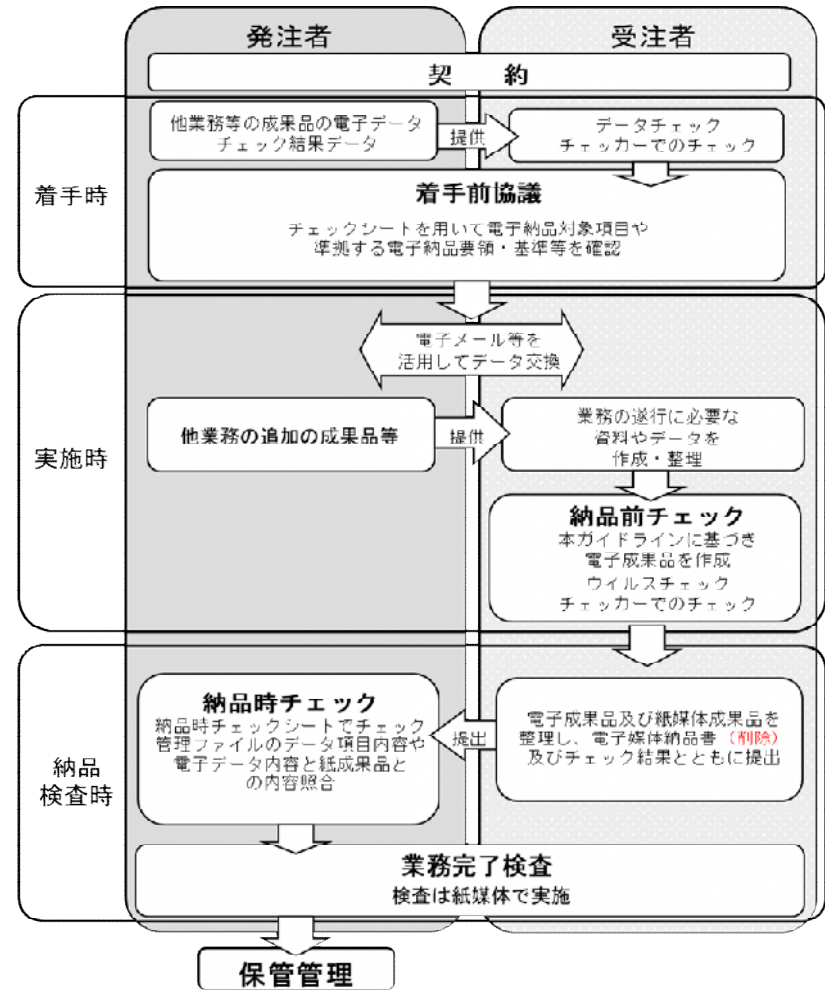 発注者
受注者
契 約
着手時
他業務等の成果品の電子データ
チェック結果データ
提供
データチェック
チェッカーでのチェック
着手前協議
チェックシートを用いて電子納品対象項目や
準拠する電子納品要領・基準等を確認
実施時
電子メール等を
活用してデータ交換
他業務の追加の成果品等
提供
業務の遂行に必要な
資料やデータを
作成・整理
納品前チェック
本ガイドラインに基づき
電子成果品を作成
ウイルスチェック
チェッカーでのチェック
納品
検査時
納品時チェック
納品時チェックシートでチェック
管理ファイルのデータ項目内容や
電子データ内容と紙成果品と
の内容照合
提出
電子成果品及び紙媒体成果品を
整理し、電子媒体納品書（削除）
及びチェック結果とともに提出
業務完了検査
検査は紙媒体で実施
保管管理